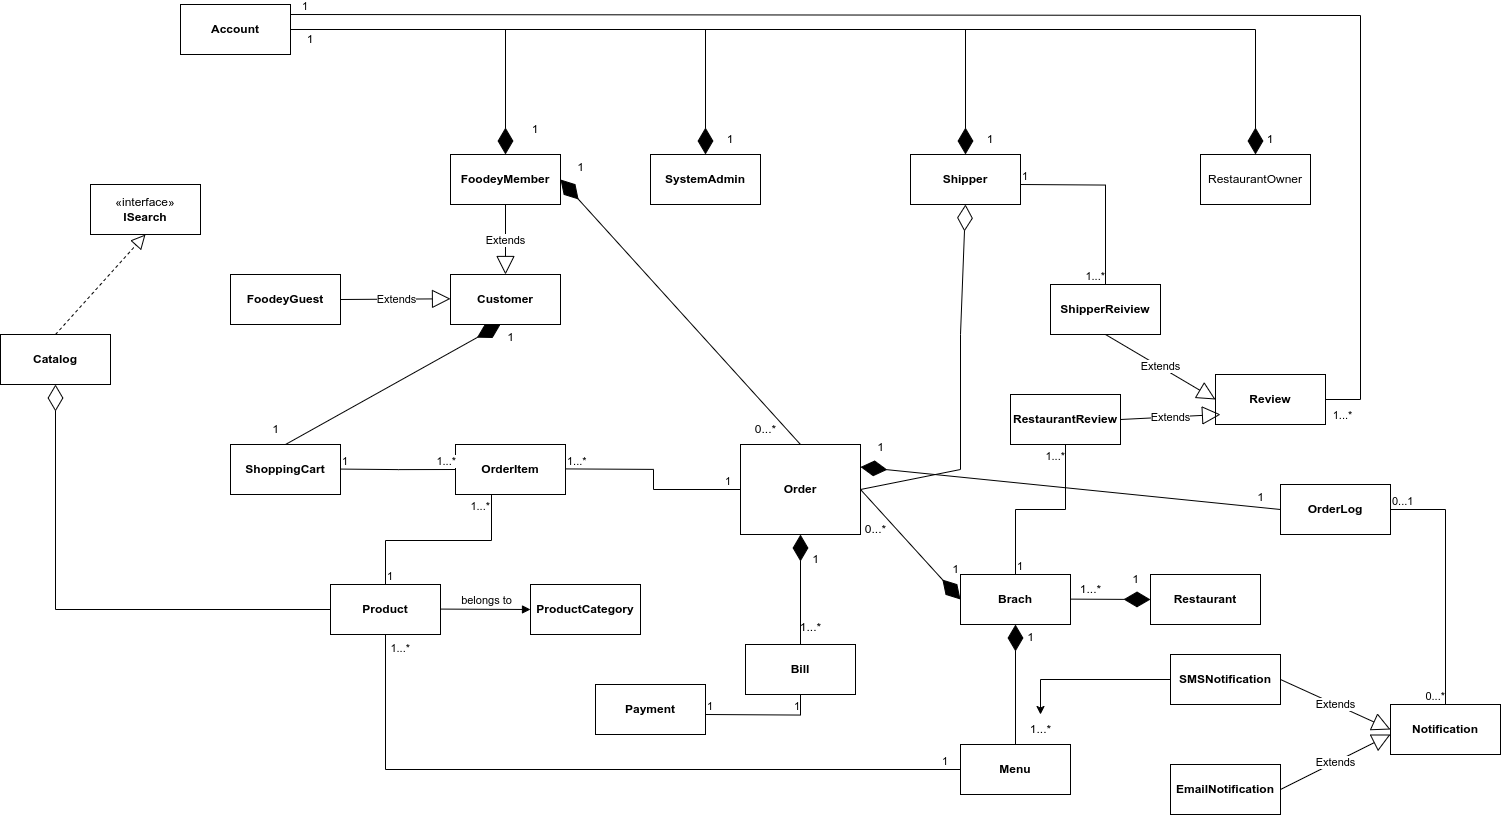 1
Account
1
1
1
1
1
1
FoodeyMember
SystemAdmin
Shipper
1
RestaurantOwner
«interface»
ISearch
Extends
1...*
FoodeyGuest
Extends
Customer
ShipperReiview
1
Catalog
Extends
Review
1...*
RestaurantReview
Extends
1
0...*
1
1...*
ShoppingCart
1
1...*
OrderItem
1...*
1
Order
1
OrderLog
0...1
1...*
0...*
1
1
1
1
Product
belongs to
ProductCategory
Brach
1...*
1
Restaurant
1...*
1
1...*
Bill
SMSNotification
Extends
0...*
Payment
1
1
1...*
Notification
1
Menu
Extends
EmailNotification